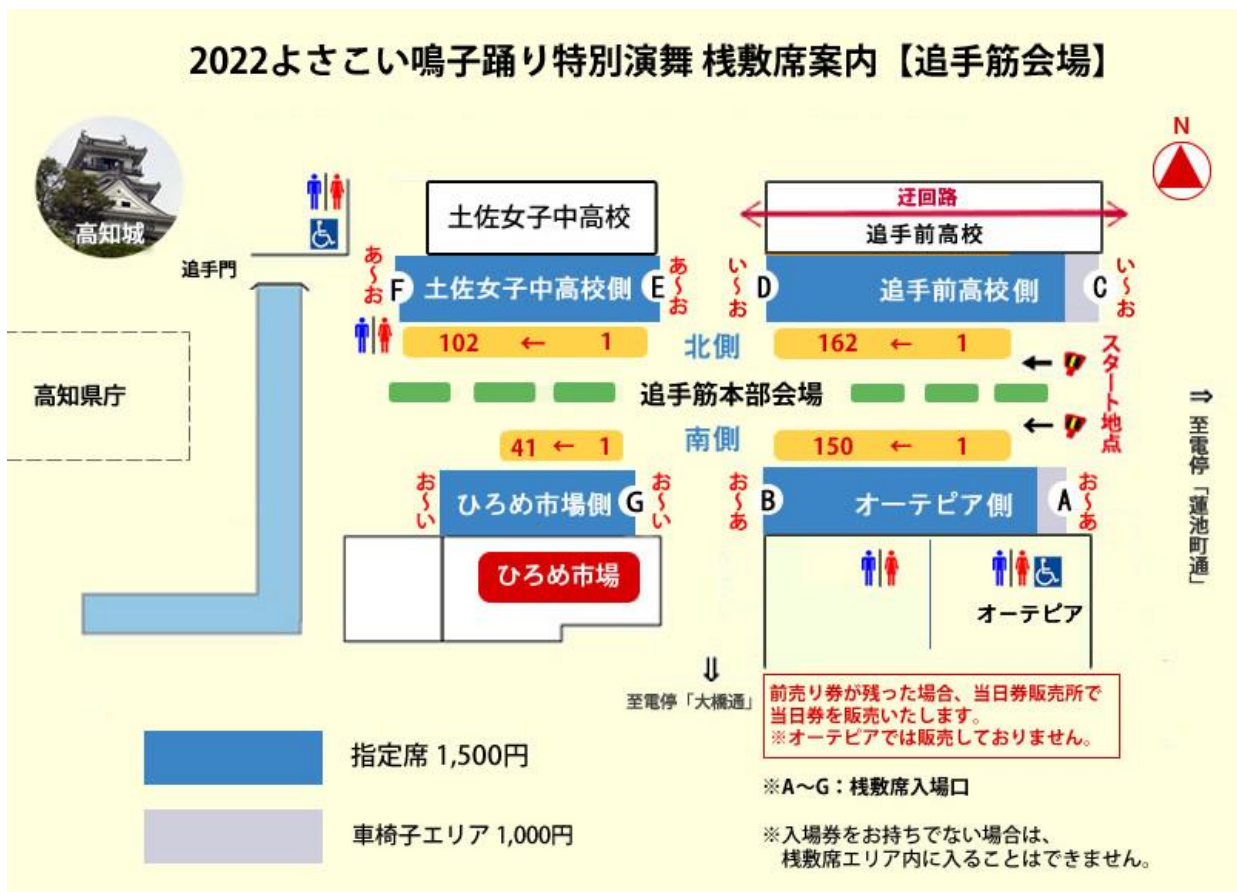 2022よさこい鳴子踊り特別演舞 桟敷席案内【追手筋会場】
N
高知城
追手門
土佐女子中高校
迂回路
追手前高校
あ〜お
F
土佐女子中高校側
E
あ〜お
い〜お
D
追手前高校側
C
い〜お
102 ← 1
北側
162 ← 1
スタート地点
←
高知県庁
追手筋本部会場
⇒
至電停「蓮池町通」
←
41 ← 1
南側
150 ← 1
お〜い
ひろめ市場側
G
お〜い
お〜あ
B
オーテピア側
A
お〜あ
ひろめ市場
オーテピア
⇓
至電停「大橋通」
前売り券が残った場合、当日券販売所で
当日券を販売いたします。
※オーテピアでは販売しておりません。
指定席 1,500円
車椅子エリア 1,000円
※A〜G：桟敷席入場口
※入場券をお持ちでない場合は、
桟敷席エリア内に入ることはできません。